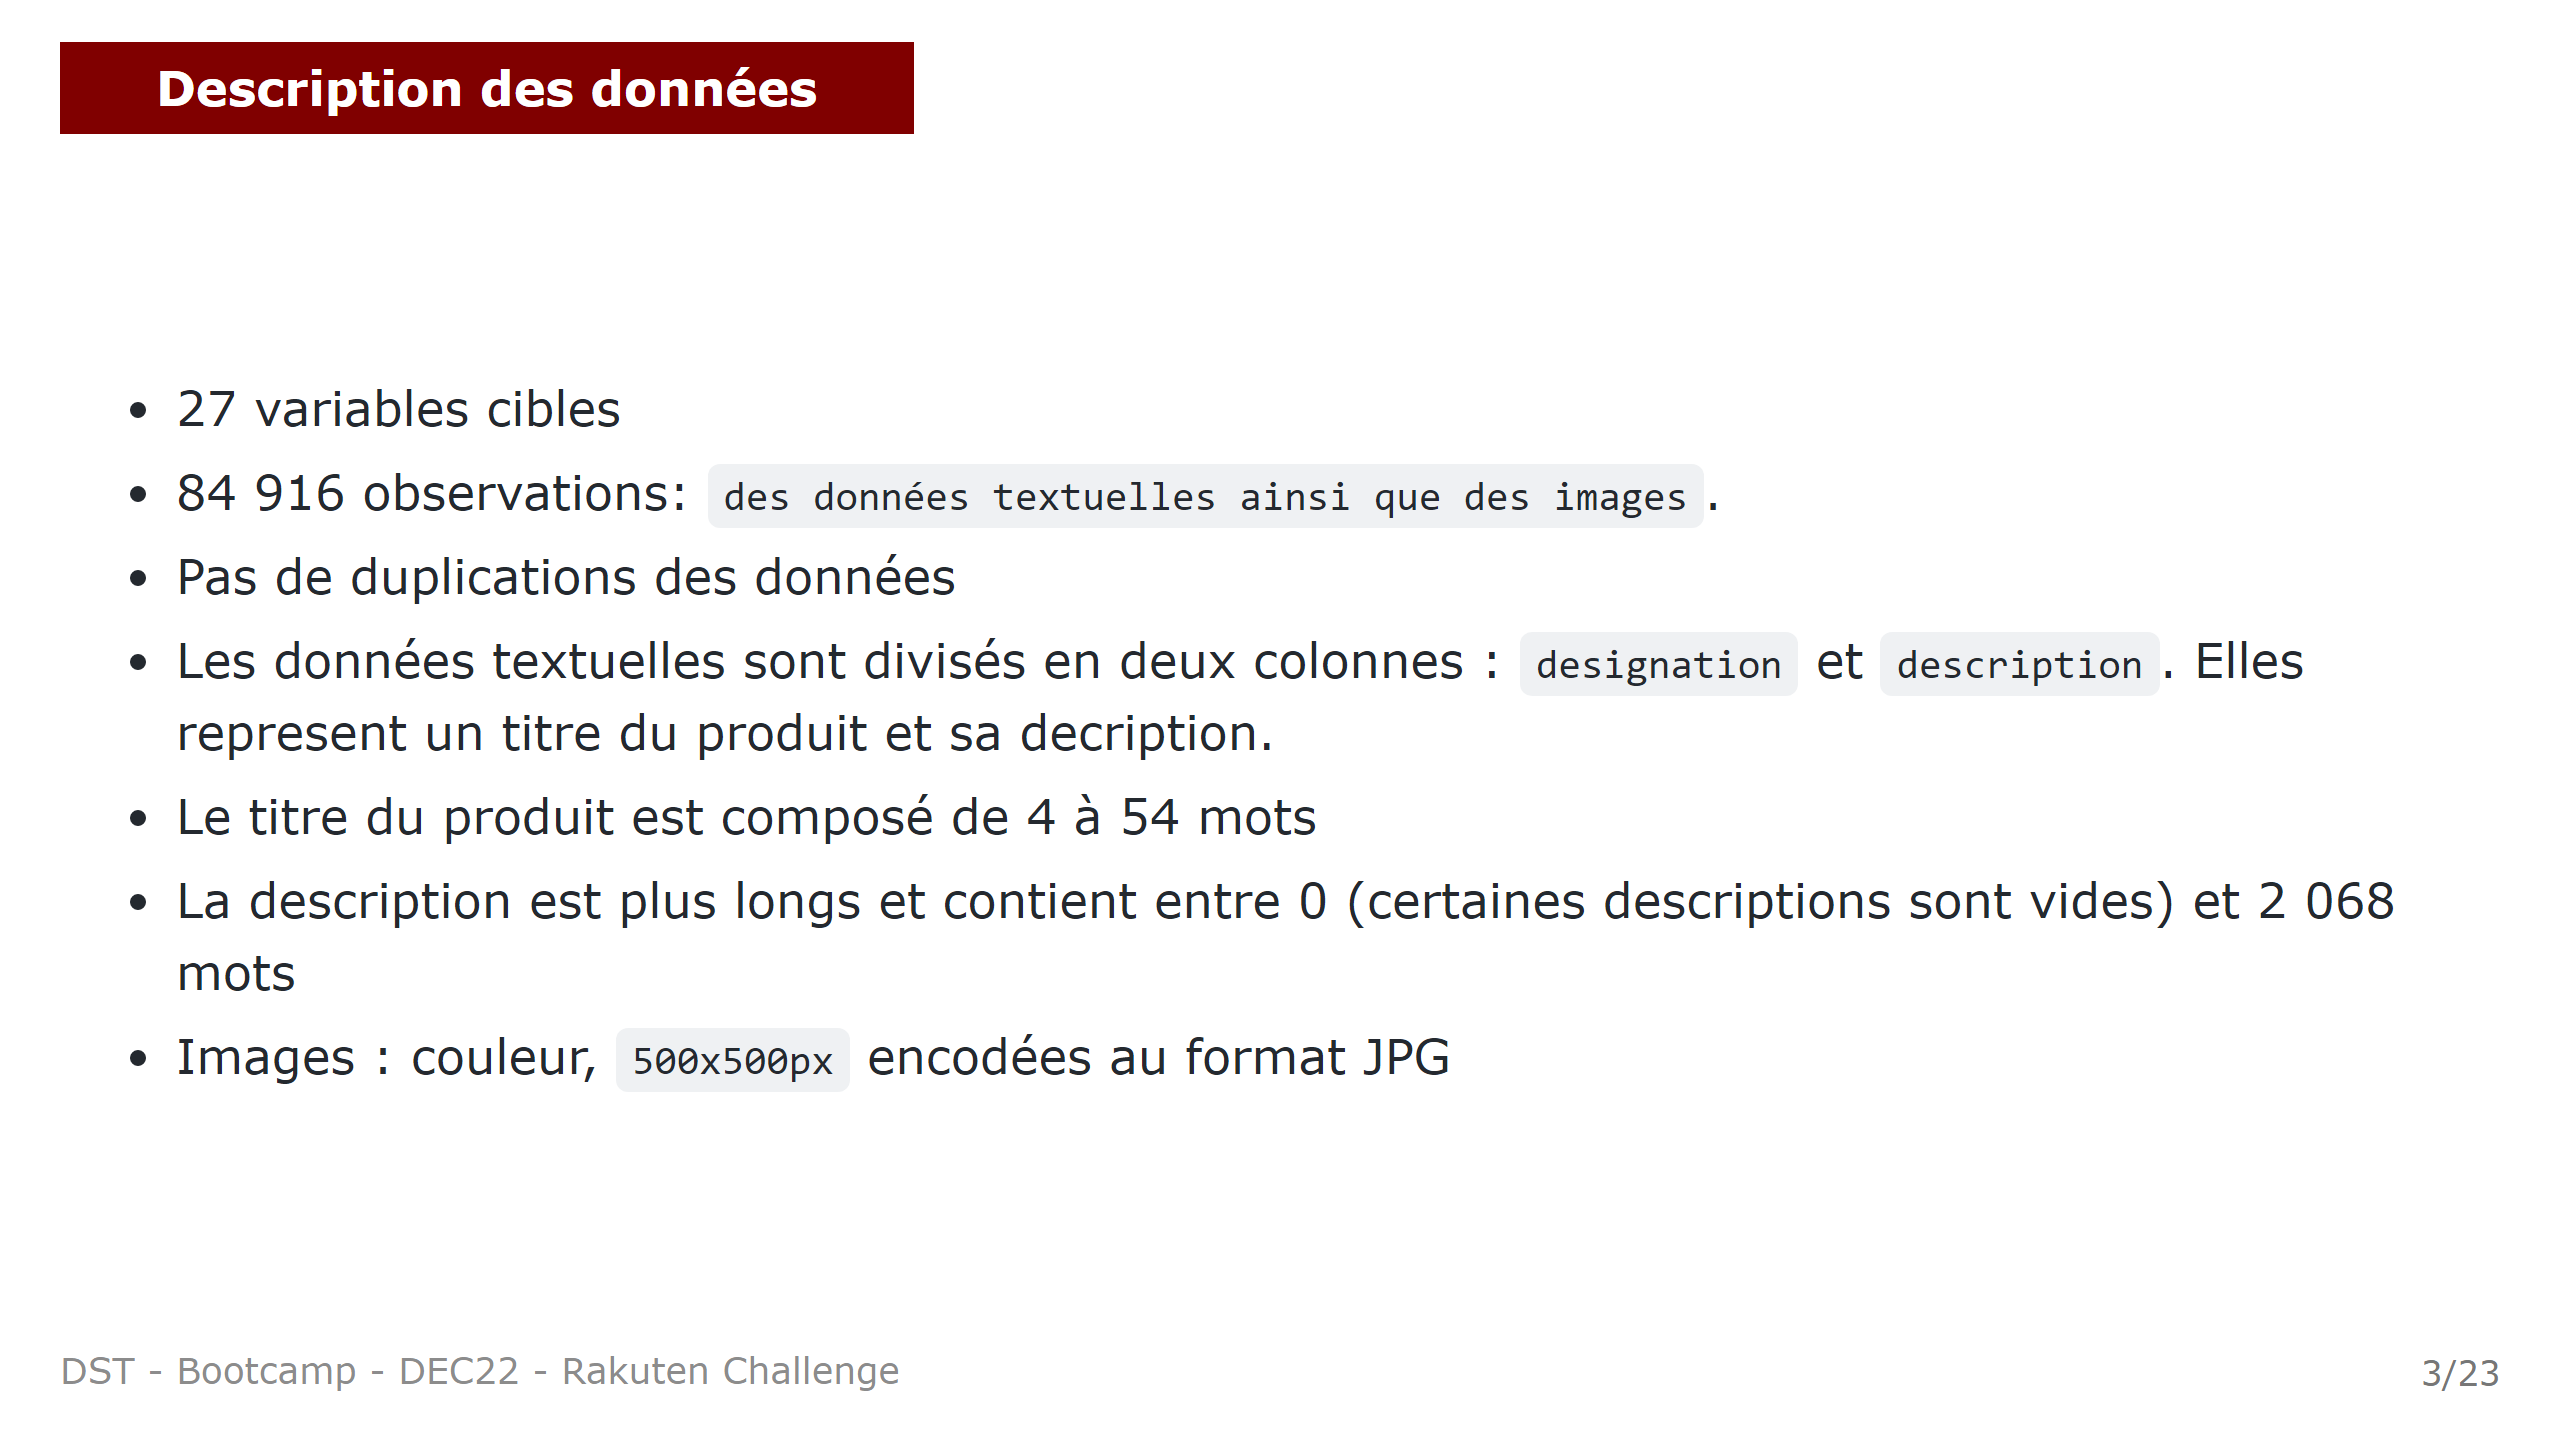 Description des données
• 27 variables cibles
• 84 916 observations: des données textuelles ainsi que des images.
• Pas de duplications des données
• Les données textuelles sont divisés en deux colonnes : designation et description. Elles
represent un titre du produit et sa decription.
• Le titre du produit est composé de 4 à 54 mots
• La description est plus longs et contient entre 0 (certaines descriptions sont vides) et 2 068
mots
• Images : couleur, 500x500px encodées au format JPG
DST - Bootcamp - DEC22 - Rakuten Challenge
3/23